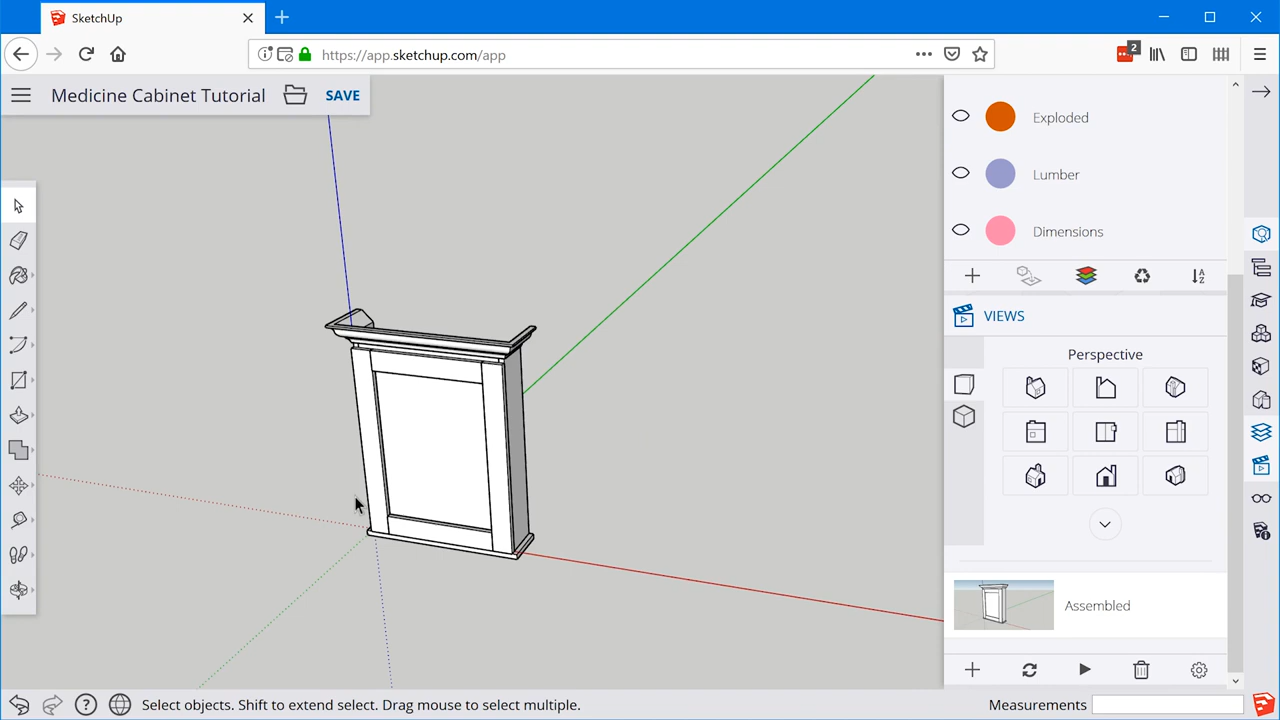 SketchUp
https://app.sketchup.com/app
2
Medicine Cabinet Tutorial
SAVE
Exploded
Lumber
Dimensions
VIEWS
Perspective
Assembled
Select objects. Shift to extend select. Drag mouse to select multiple.
Measurements